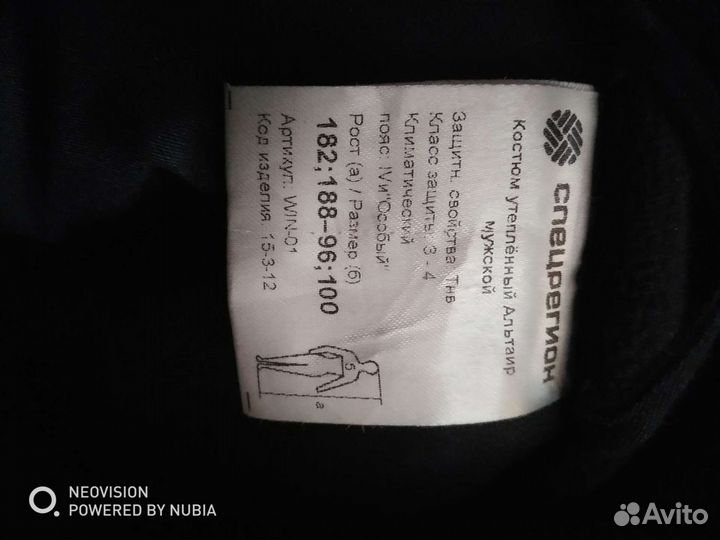 СПЕЦРЕГИОН
Костюм утеплённый Альтаир
мужской
Защитн. свойства Тнв
Класс защиты: 3 - 4
Климатический
пояс: IVи"Особый"
Рост (а) / Размер (б)
182;188-96;100
Артикул: WIN-01
Код изделия: 15-3-12
б
а
NEOVISION
POWERED BY NUBIA
Avito